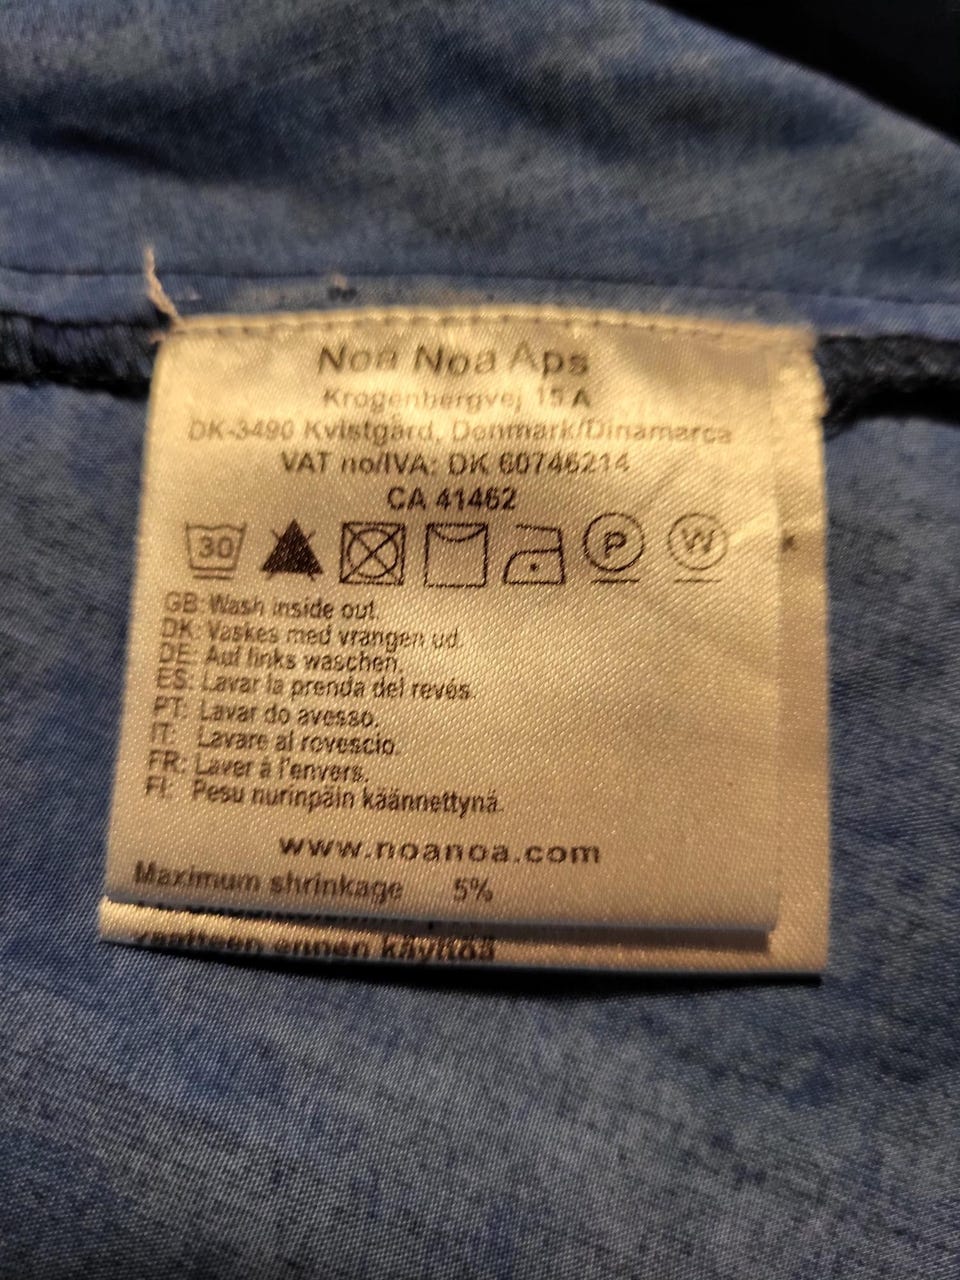 Noa Noa Aps
Krogenbergvej 15 A
DK-3490 Kvistgård, Denmark/Dinamarca
VAT no/IVA: DK 60746214
CA 41462
30 P W
GB: Wash inside out.
DK: Vaskes med vrangen ud.
DE: Auf links waschen.
ES: Lavar la prenda del revés.
PT: Lavar do avesso.
IT: Lavare al rovescio.
FR: Laver à l'envers.
FI: Pesu nurinpäin käännettynä.
www.noanoa.com
Maximum shrinkage 5%
ennen käyttöä